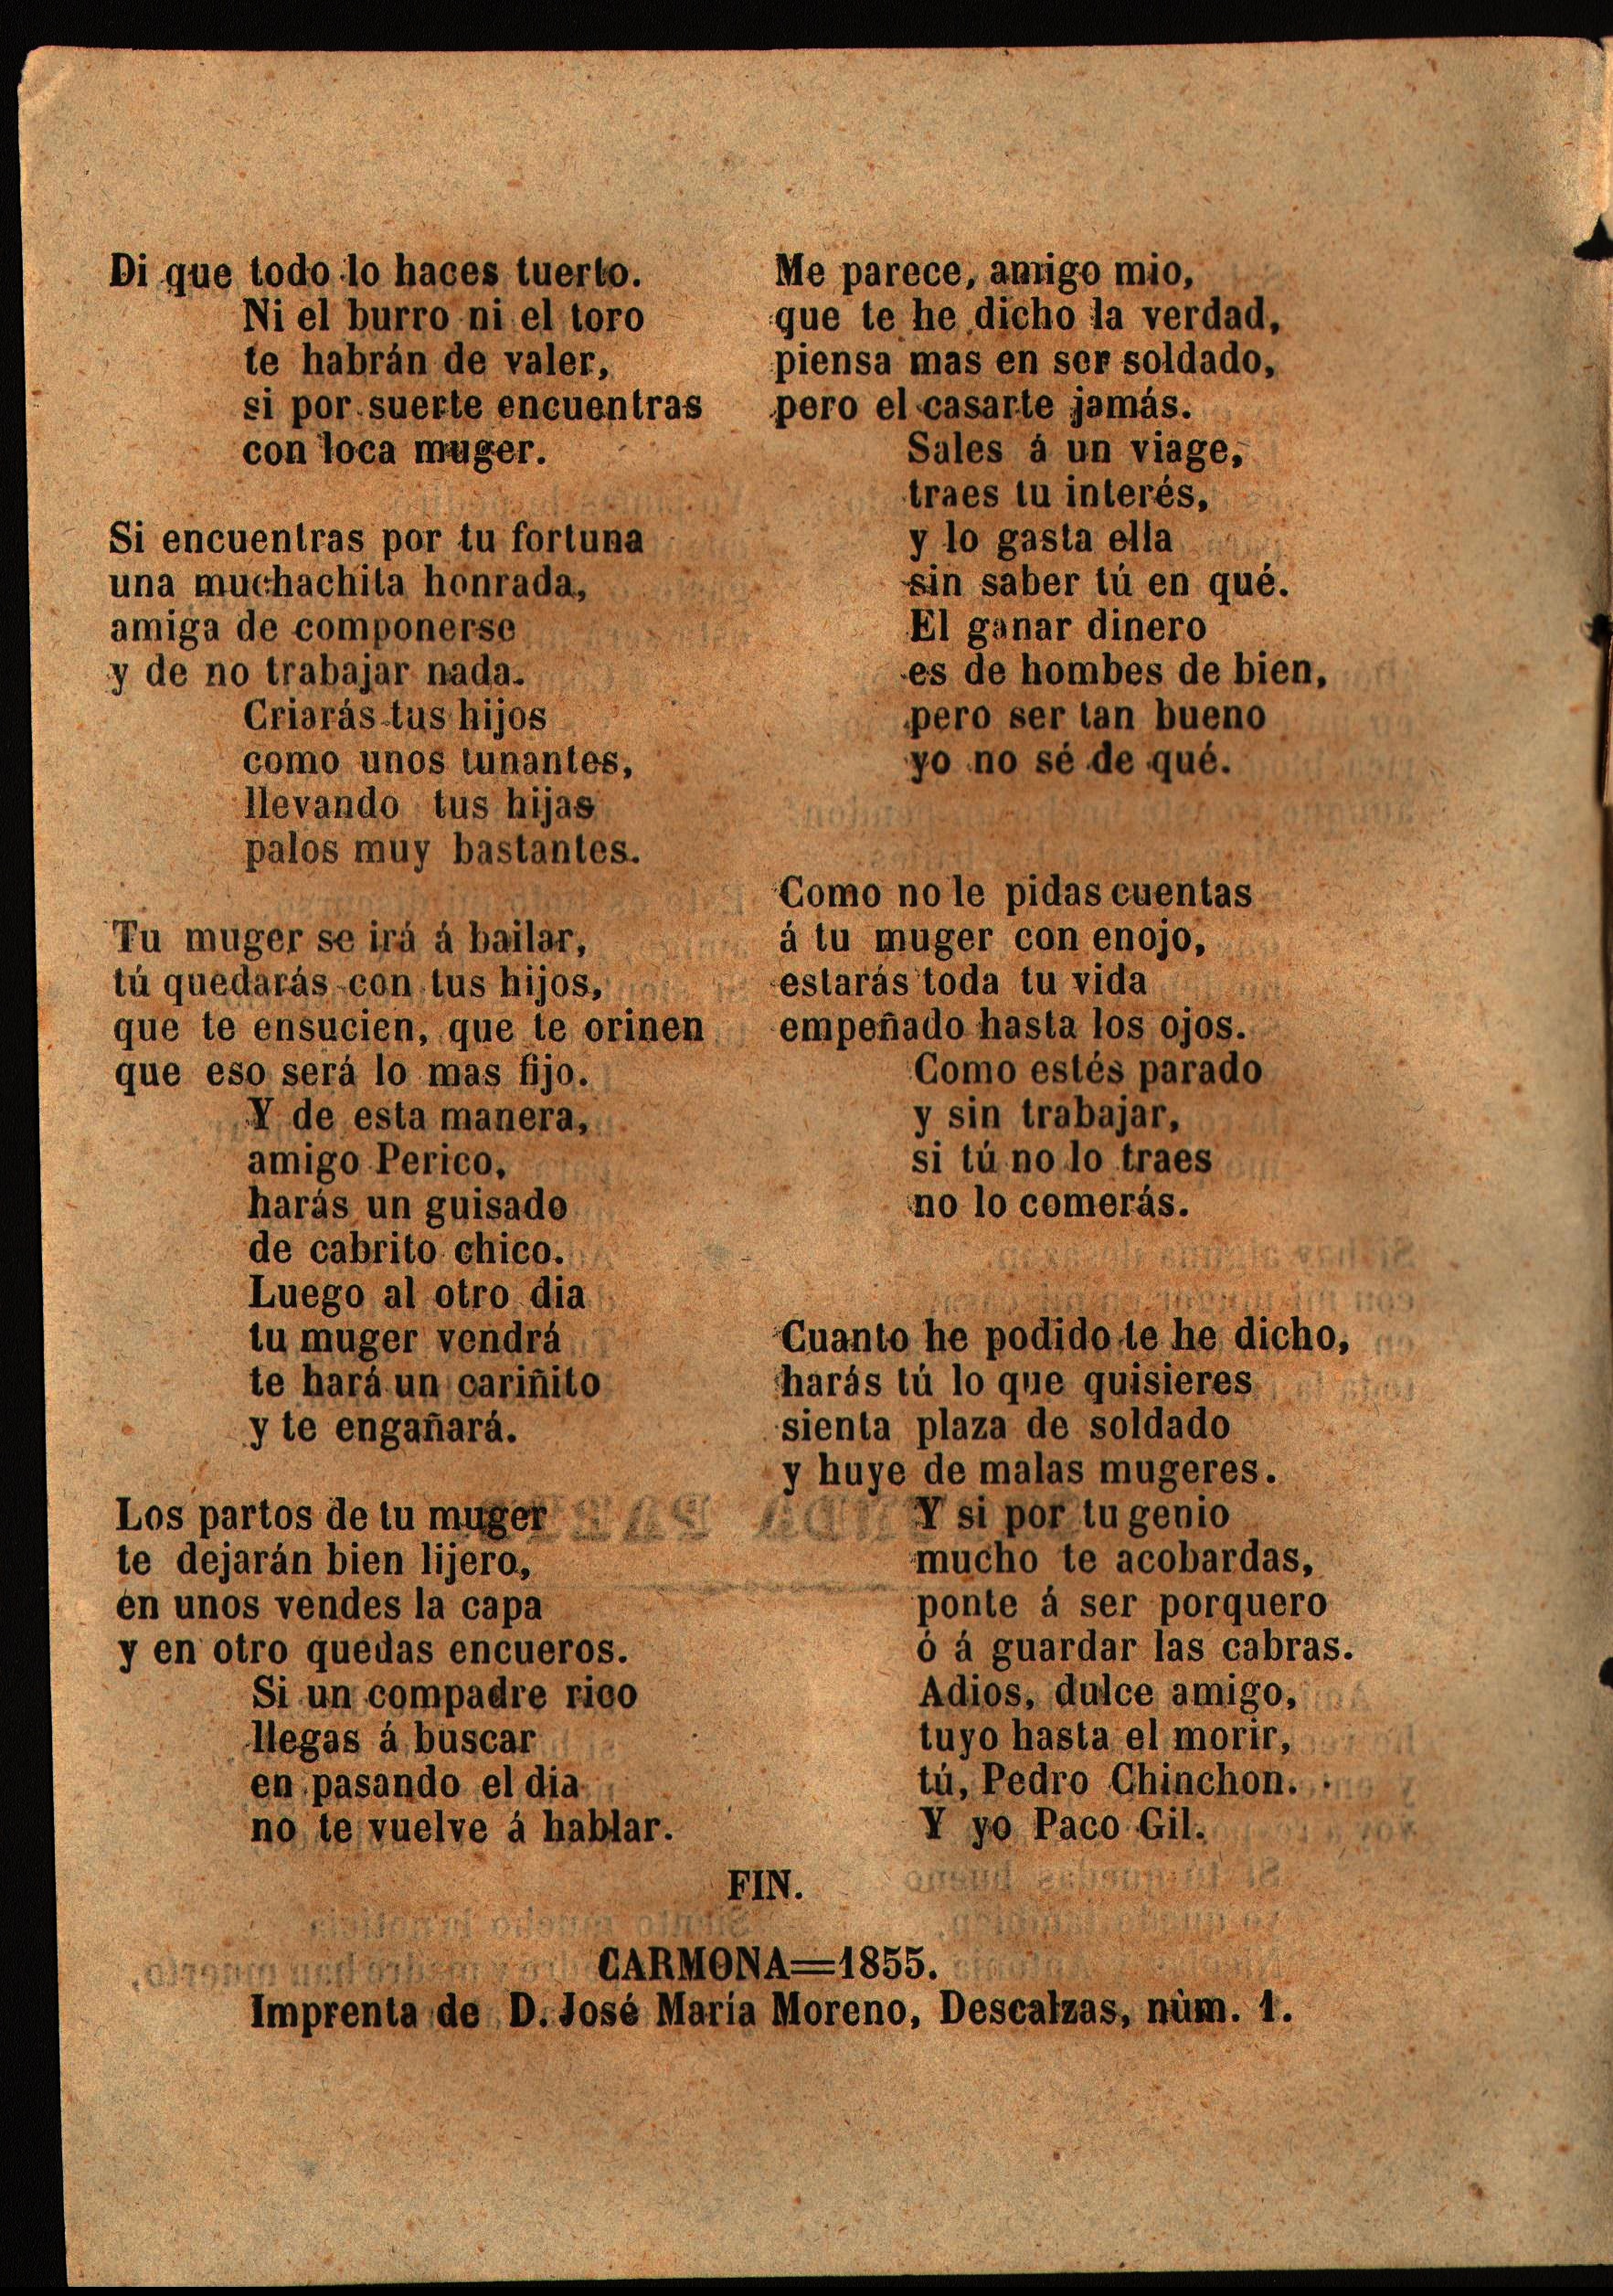 Di que todo lo haces tuerto.
Ni el burro ni el toro
te habrán de valer,
si por suerte encuentras
con loca muger.
Si encuentras por tu fortuna
una muchachita honrada,
amiga de componerse
y de no trabajar nada.
Criarás tus hijos
como unos tunantes,
llevando tus hijas
palos muy bastantes.
Tu muger se irá á bailar,
tú quedarás con tus hijos,
que te ensucien, que te orinen
que eso será lo mas fijo.
Y de esta manera,
amigo Perico,
harás un guisado
de cabrito chico.
Luego al otro dia
tu muger vendrá
te hará un cariñito
y te engañará.
Los partos de tu muger
te dejarán bien lijero,
en unos vendes la capa
y en otro quedas encueros.
Si un compadre rico
llegas á buscar
en pasando el dia
no te vuelve á hablar.
Me parece, amigo mio,
que te he dicho la verdad,
piensa mas en ser soldado,
pero el casarte jamás.
Sales á un viage,
traes tu interés,
y lo gasta ella
sin saber tú en qué.
El ganar dinero
es de hombes de bien,
pero ser tan bueno
yo no sé de qué.
Como no le pidas cuentas
á tu muger con enojo,
estarás toda tu vida
empeñado hasta los ojos.
Como estés parado
y sin trabajar,
si tú no lo traes
no lo comerás.
Cuanto he podido te he dicho,
harás tú lo que quisieres
sienta plaza de soldado
y huye de malas mugeres.
Y si por tu genio
mucho te acobardas,
ponte á ser porquero
ó á guardar las cabras.
Adios, dulce amigo,
tuyo hasta el morir,
tú, Pedro Chinchon.
Y yo Paco Gil.
FIN.
CARMONA=1855.
Imprenta de D. José María Moreno, Descalzas, núm. 1.